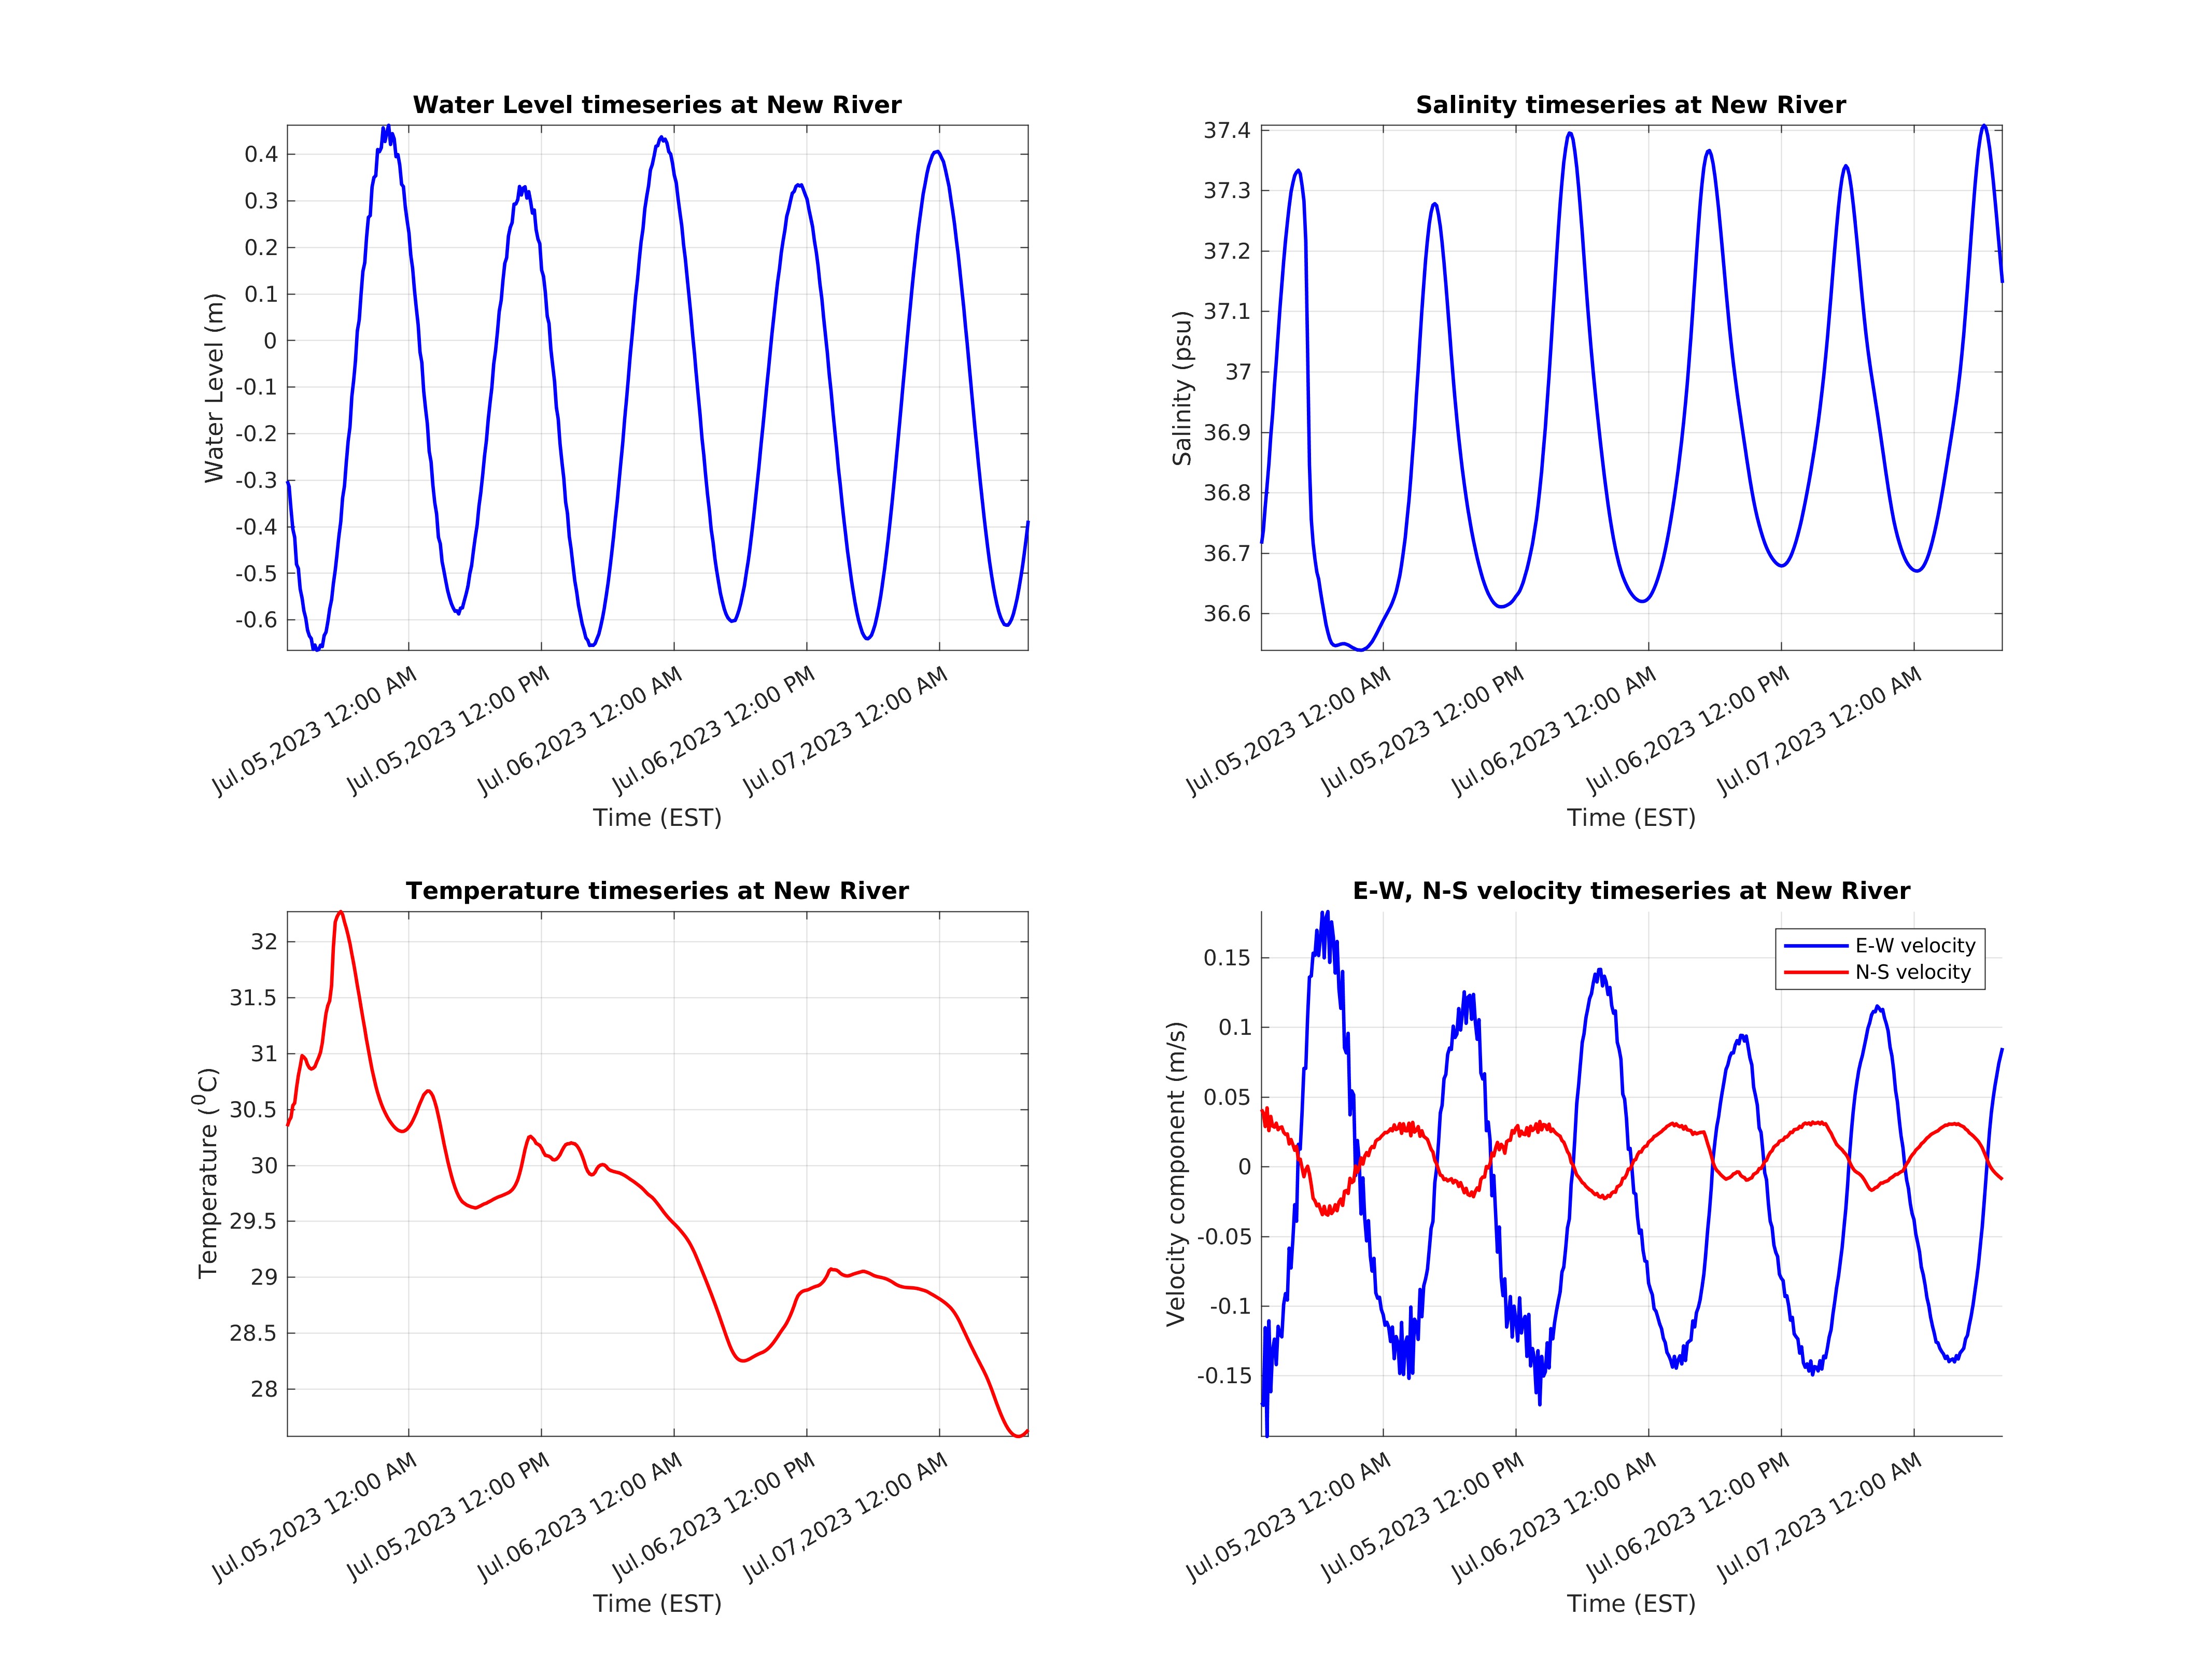 Water Level timeseries at New River
0.4
0.3
0.2
0.1
0
-0.1
-0.2
-0.3
-0.4
-0.5
-0.6
Water Level (m)
Jul.05,2023 12:00 AM
Jul.05,2023 12:00 PM
Jul.06,2023 12:00 AM
Jul.06,2023 12:00 PM
Jul.07,2023 12:00 AM
Time (EST)
Salinity timeseries at New River
37.4
37.3
37.2
37.1
37
36.9
36.8
36.7
36.6
Salinity (psu)
Jul.05,2023 12:00 AM
Jul.05,2023 12:00 PM
Jul.06,2023 12:00 AM
Jul.06,2023 12:00 PM
Jul.07,2023 12:00 AM
Time (EST)
Temperature timeseries at New River
32
31.5
31
30.5
30
29.5
29
28.5
28
Temperature (⁰C)
Jul.05,2023 12:00 AM
Jul.05,2023 12:00 PM
Jul.06,2023 12:00 AM
Jul.06,2023 12:00 PM
Jul.07,2023 12:00 AM
Time (EST)
E-W, N-S velocity timeseries at New River
E-W velocity
N-S velocity
0.15
0.1
0.05
0
-0.05
-0.1
-0.15
Velocity component (m/s)
Jul.05,2023 12:00 AM
Jul.05,2023 12:00 PM
Jul.06,2023 12:00 AM
Jul.06,2023 12:00 PM
Jul.07,2023 12:00 AM
Time (EST)